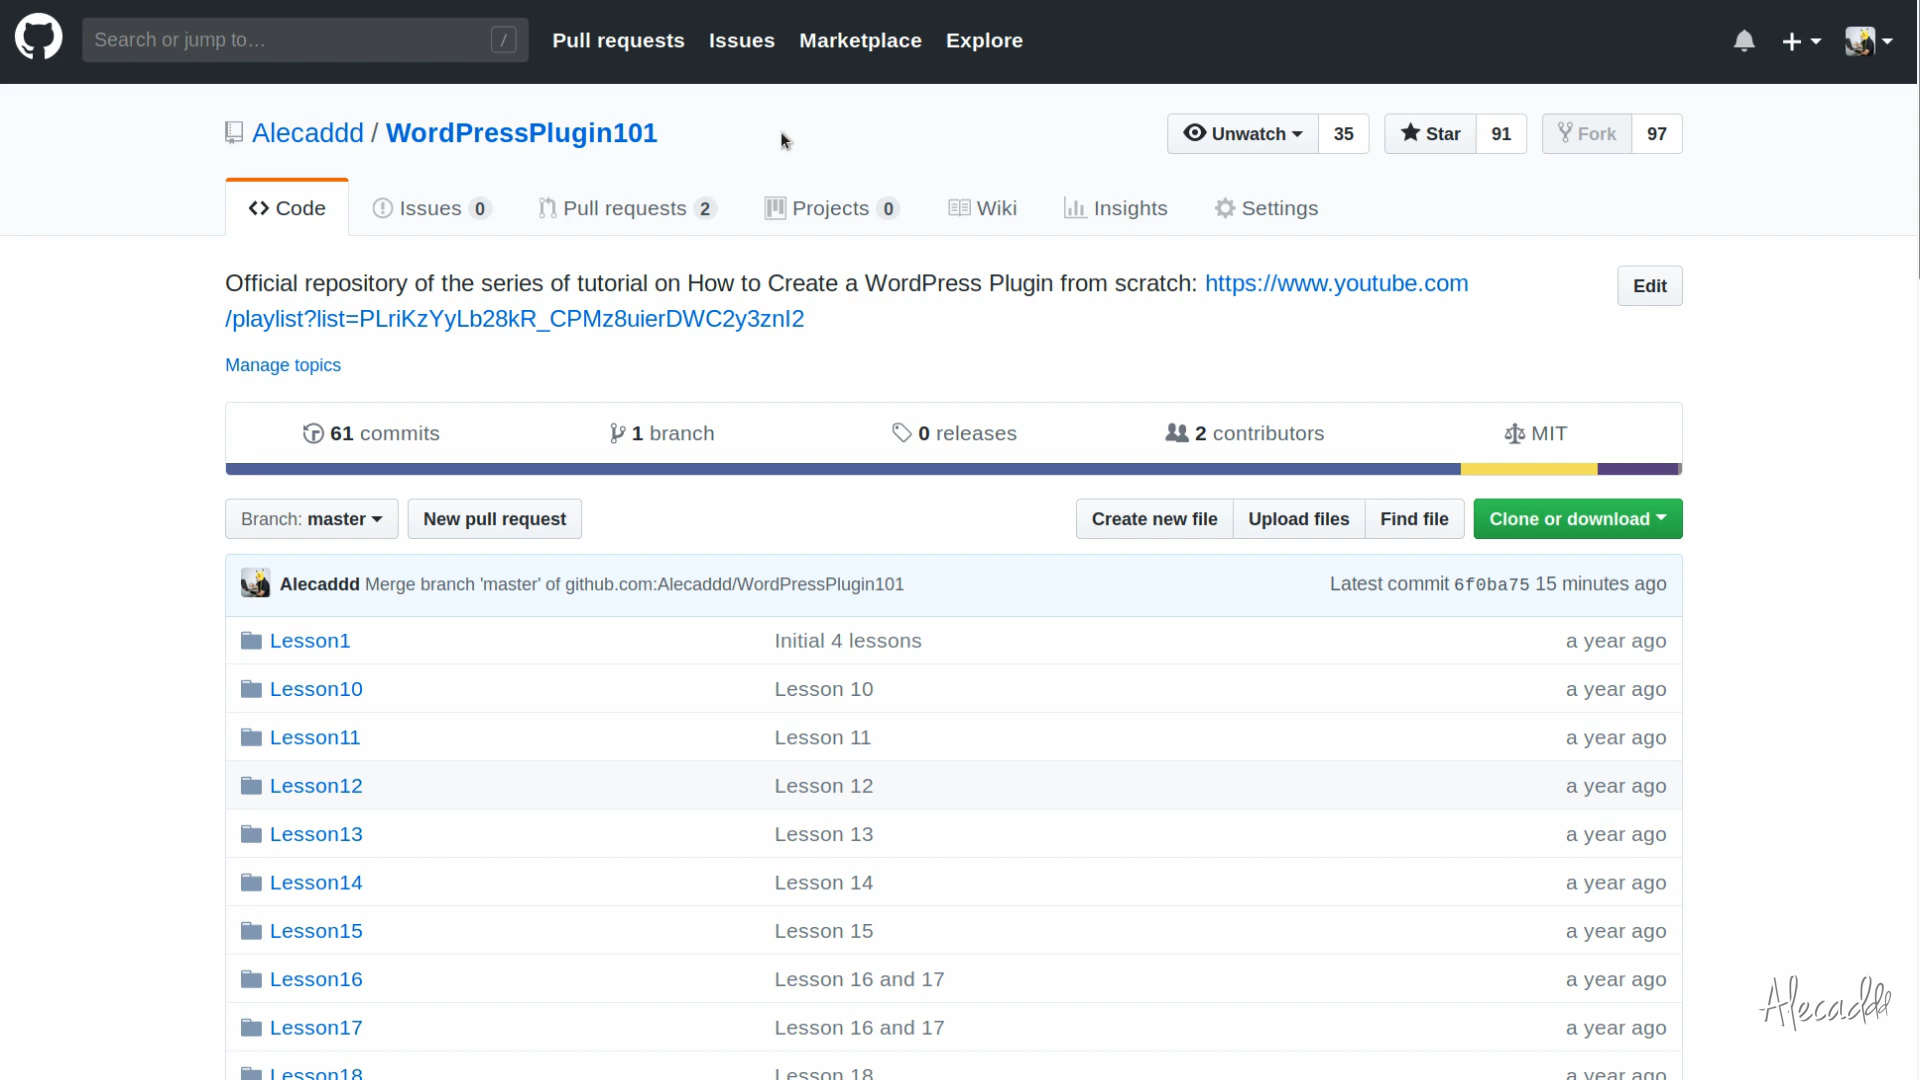 Search or jump to… /
Pull requests Issues Marketplace Explore
Alecaddd / WordPressPlugin101
Unwatch 35 Star 91 Fork 97
Code Issues 0 Pull requests 2 Projects 0 Wiki Insights Settings
Official repository of the series of tutorial on How to Create a WordPress Plugin from scratch: https://www.youtube.com
/playlist?list=PLriKzYyLb28kR_CPMz8uierDWC2y3znI2
Edit
Manage topics
61 commits 1 branch 0 releases 2 contributors MIT
Branch: master New pull request Create new file Upload files Find file Clone or download
Alecaddd Merge branch 'master' of github.com:Alecaddd/WordPressPlugin101 Latest commit 6f0ba75 15 minutes ago
Lesson1 Initial 4 lessons a year ago
Lesson10 Lesson 10 a year ago
Lesson11 Lesson 11 a year ago
Lesson12 Lesson 12 a year ago
Lesson13 Lesson 13 a year ago
Lesson14 Lesson 14 a year ago
Lesson15 Lesson 15 a year ago
Lesson16 Lesson 16 and 17 a year ago
Lesson17 Lesson 16 and 17 a year ago
Lesson18 Lesson 18 a year ago
Alecaddd